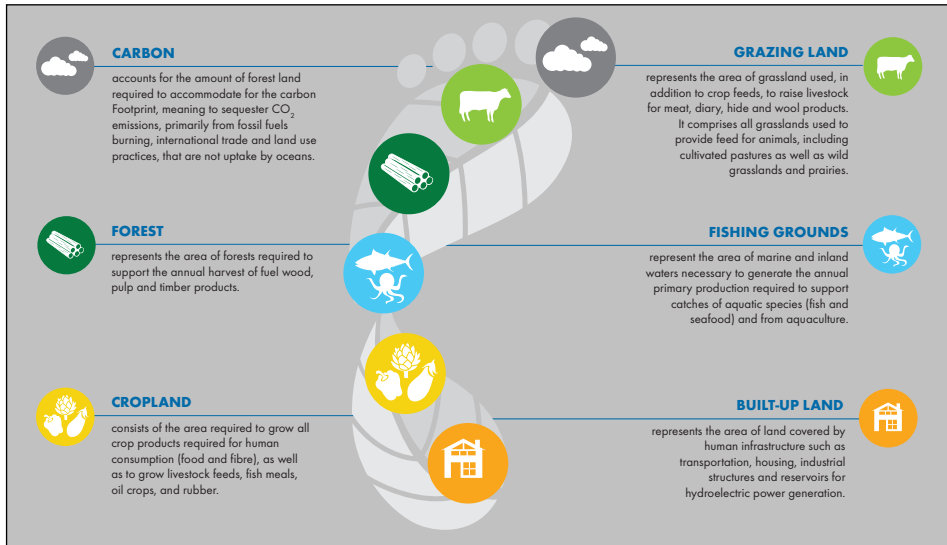 CARBON
accounts for the amount of forest land
required to accommodate for the carbon
Footprint, meaning to sequester CO₂
emissions, primarily from fossil fuels
burning, international trade and land use
practices, that are not uptake by oceans.
FOREST
represents the area of forests required to
support the annual harvest of fuel wood,
pulp and timber products.
CROPLAND
consists of the area required to grow all
crop products required for human
consumption (food and fibre), as well
as to grow livestock feeds, fish meals,
oil crops, and rubber.
GRAZING LAND
represents the area of grassland used, in
addition to crop feeds, to raise livestock
for meat, diary, hide and wool products.
It comprises all grasslands used to
provide feed for animals, including
cultivated pastures as well as wild
grasslands and prairies.
FISHING GROUNDS
represent the area of marine and inland
waters necessary to generate the annual
primary production required to support
catches of aquatic species (fish and
seafood) and from aquaculture.
BUILT-UP LAND
represents the area of land covered by
human infrastructure such as
transportation, housing, industrial
structures and reservoirs for
hydroelectric power generation.